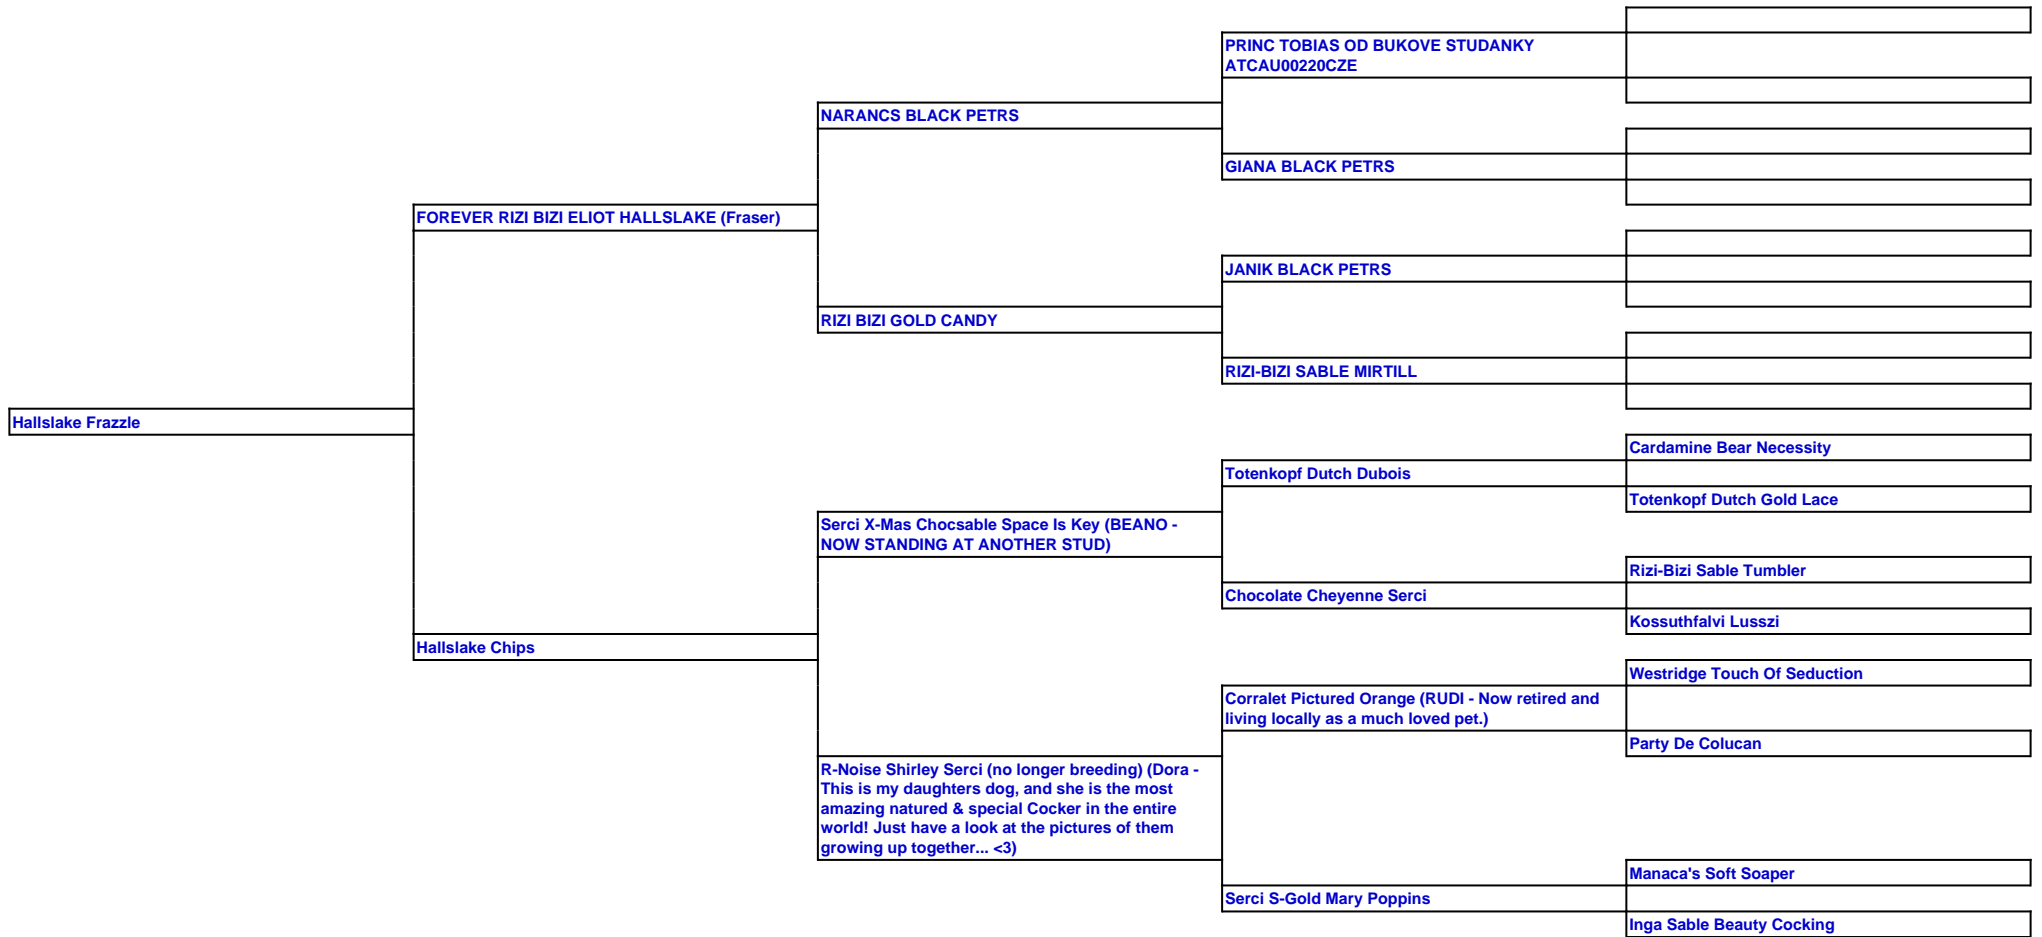 PRINC TOBIAS OD BUKOVE STUDANKY
ATCAU00220CZE
NARANCS BLACK PETRS
GIANA BLACK PETRS
FOREVER RIZI BIZI ELIOT HALLSLAKE (Fraser)
JANIK BLACK PETRS
RIZI BIZI GOLD CANDY
RIZI-BIZI SABLE MIRTILL
Hallslake Frazzle
Cardamine Bear Necessity
Totenkopf Dutch Dubois
Totenkopf Dutch Gold Lace
Serci X-Mas Chocsable Space Is Key (BEANO -
NOW STANDING AT ANOTHER STUD)
Rizi-Bizi Sable Tumbler
Chocolate Cheyenne Serci
Kossuthfalvi Lusszi
Hallslake Chips
Westridge Touch Of Seduction
Corralet Pictured Orange (RUDI - Now retired and
living locally as a much loved pet.)
Party De Colucan
R-Noise Shirley Serci (no longer breeding) (Dora -
This is my daughters dog, and she is the most
amazing natured & special Cocker in the entire
world! Just have a look at the pictures of them
growing up together... <3)
Manaca's Soft Soaper
Serci S-Gold Mary Poppins
Inga Sable Beauty Cocking